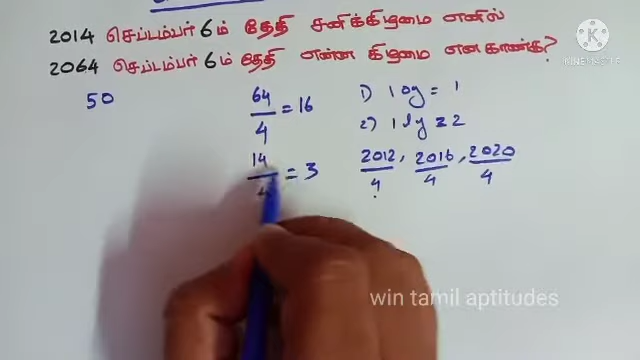 2014 செப்டம்பர் 6ம் தேதி சனிக்கிழமை எனில்
2064 செப்டம்பர் 6ம் தேதி என்ன கிழமை என காண்க?
50
64/4 = 16
14/4 = 3
1) 1 oy = 1
2) 1 ly = 2
2012/4, 2016/4, 2020/4
KINEMASTER
win tamil aptitudes